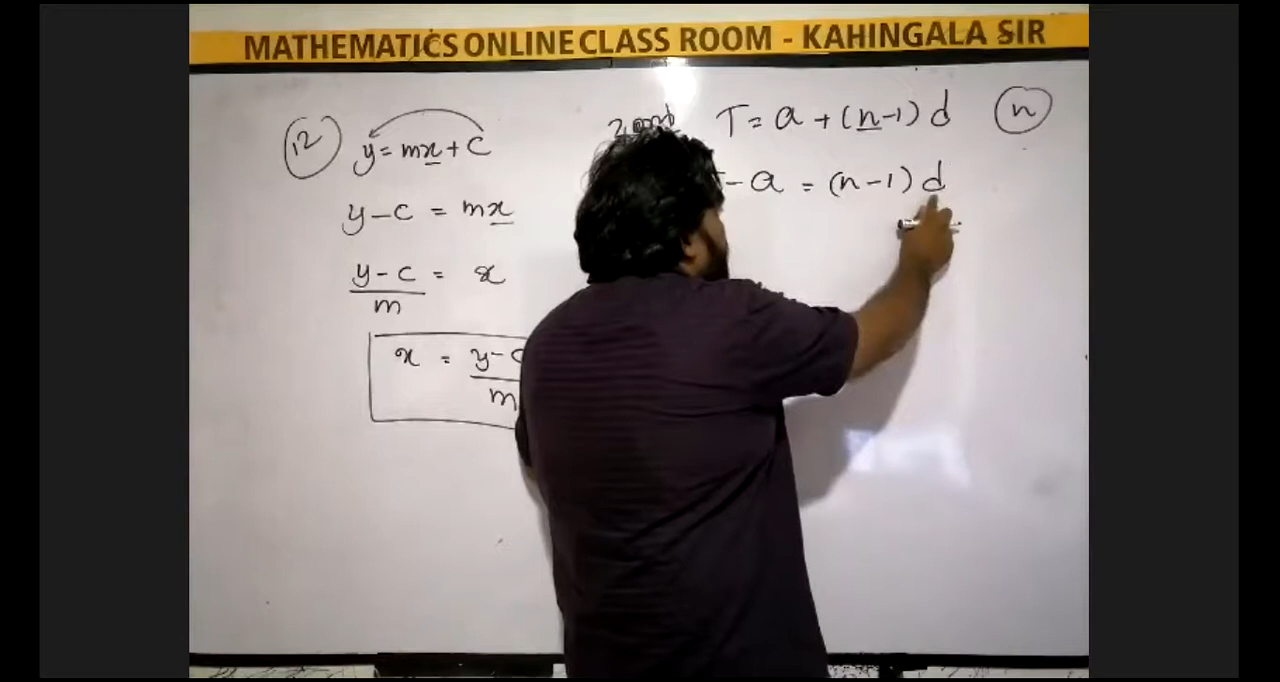 MATHEMATICS ONLINE CLASS ROOM - KAHINGALA SIR
12
y = mx + c
y - c = mx
y - c / m = x
x = y - c / m
T = a + (n-1) d
n
- a = (n-1) d